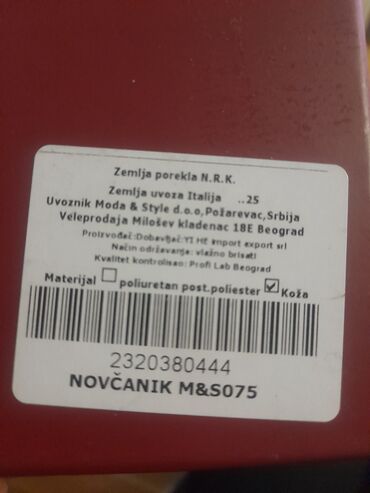 Zemlja porekla N.R.K.
Zemlja uvoza Italija ..25
Uvoznik Moda & Style d.o.o,Požarevac,Srbija
Veleprodaja Milošev kladenac 18E Beograd
Proizvođač:Dobavljač:YI HE import export srl
Način održavanja: vlažno brisati
Kvalitet kontrolisao: Profi Lab Beograd
Materijal poliuretan post.poliester Koža
2320380444
NOVČANIK M&S075